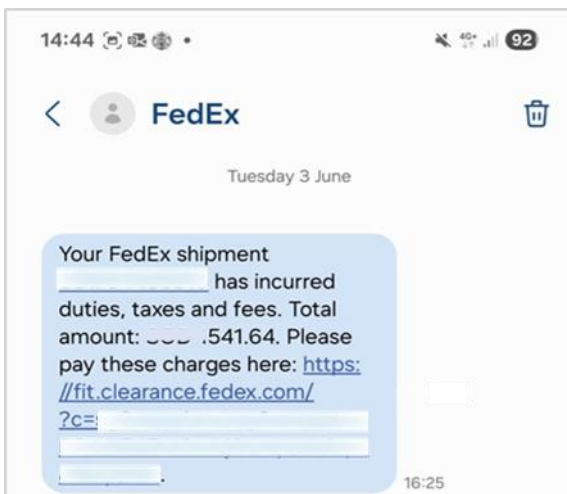 14:44
4G+ 92
FedEx
Tuesday 3 June
Your FedEx shipment
has incurred
duties, taxes and fees. Total
amount: .541.64. Please
pay these charges here: https:
//fit.clearance.fedex.com/
?c=
.
16:25